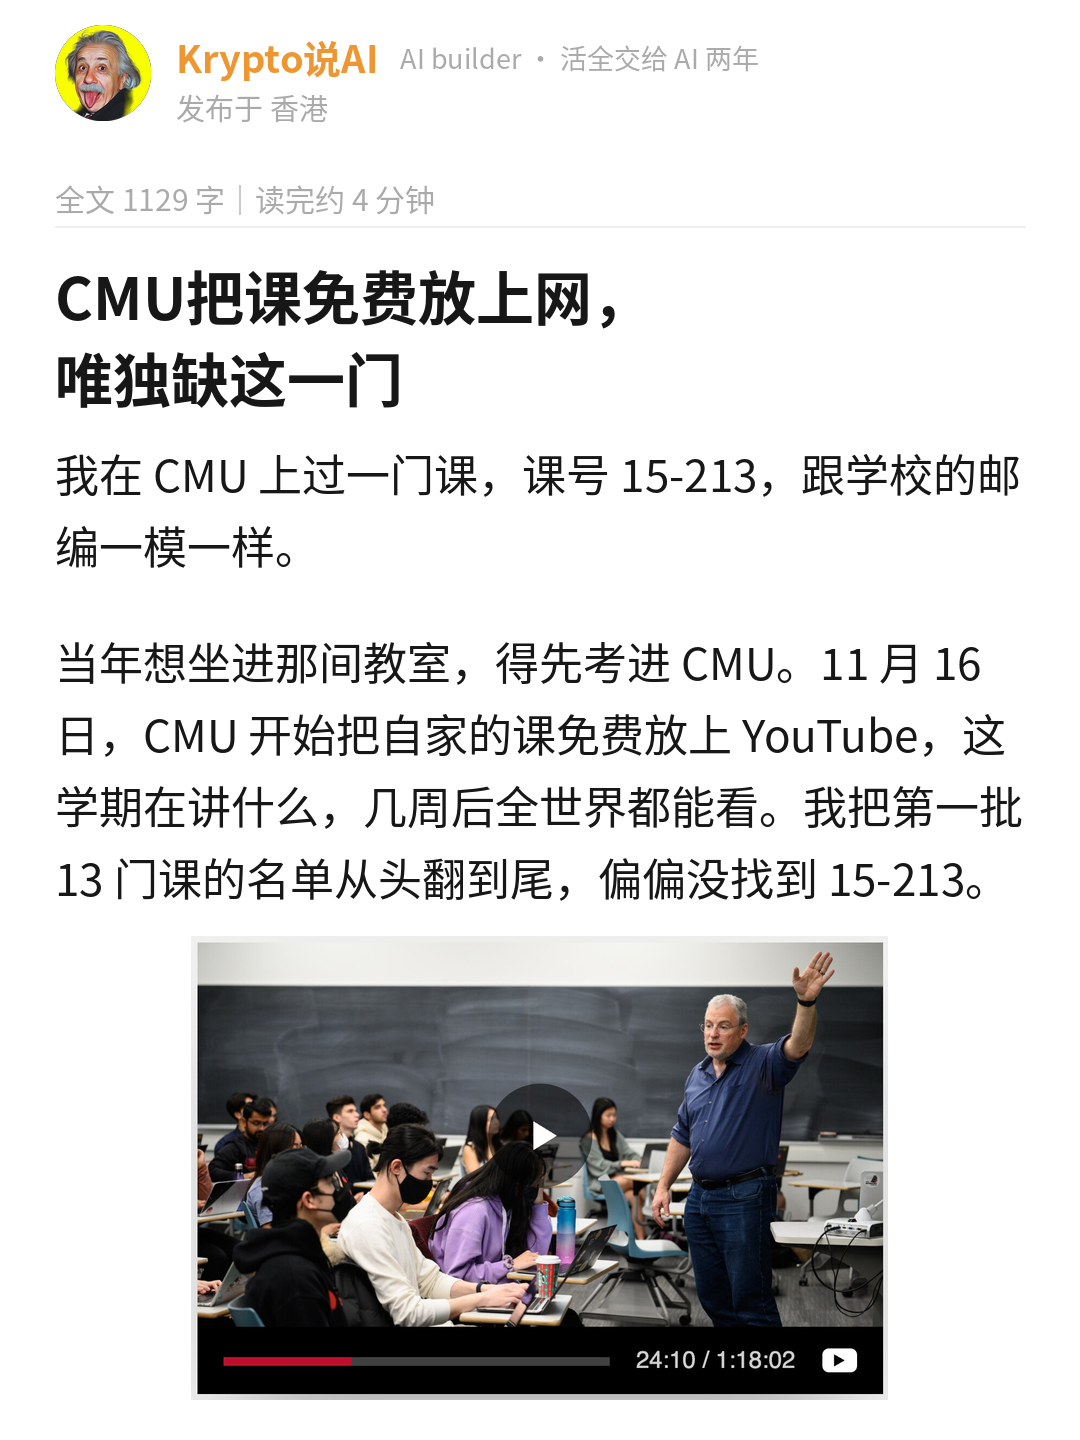 Krypto说AI AI builder · 活全交给 AI 两年
发布于 香港
全文 1129 字｜读完约 4 分钟
CMU把课免费放上网，
唯独缺这一门
我在 CMU 上过一门课，课号 15-213，跟学校的邮
编一模一样。
当年想坐进那间教室，得先考进 CMU。11 月 16
日，CMU 开始把自家的课免费放上 YouTube，这
学期在讲什么，几周后全世界都能看。我把第一批
13 门课的名单从头翻到尾，偏偏没找到 15-213。
24:10 / 1:18:02